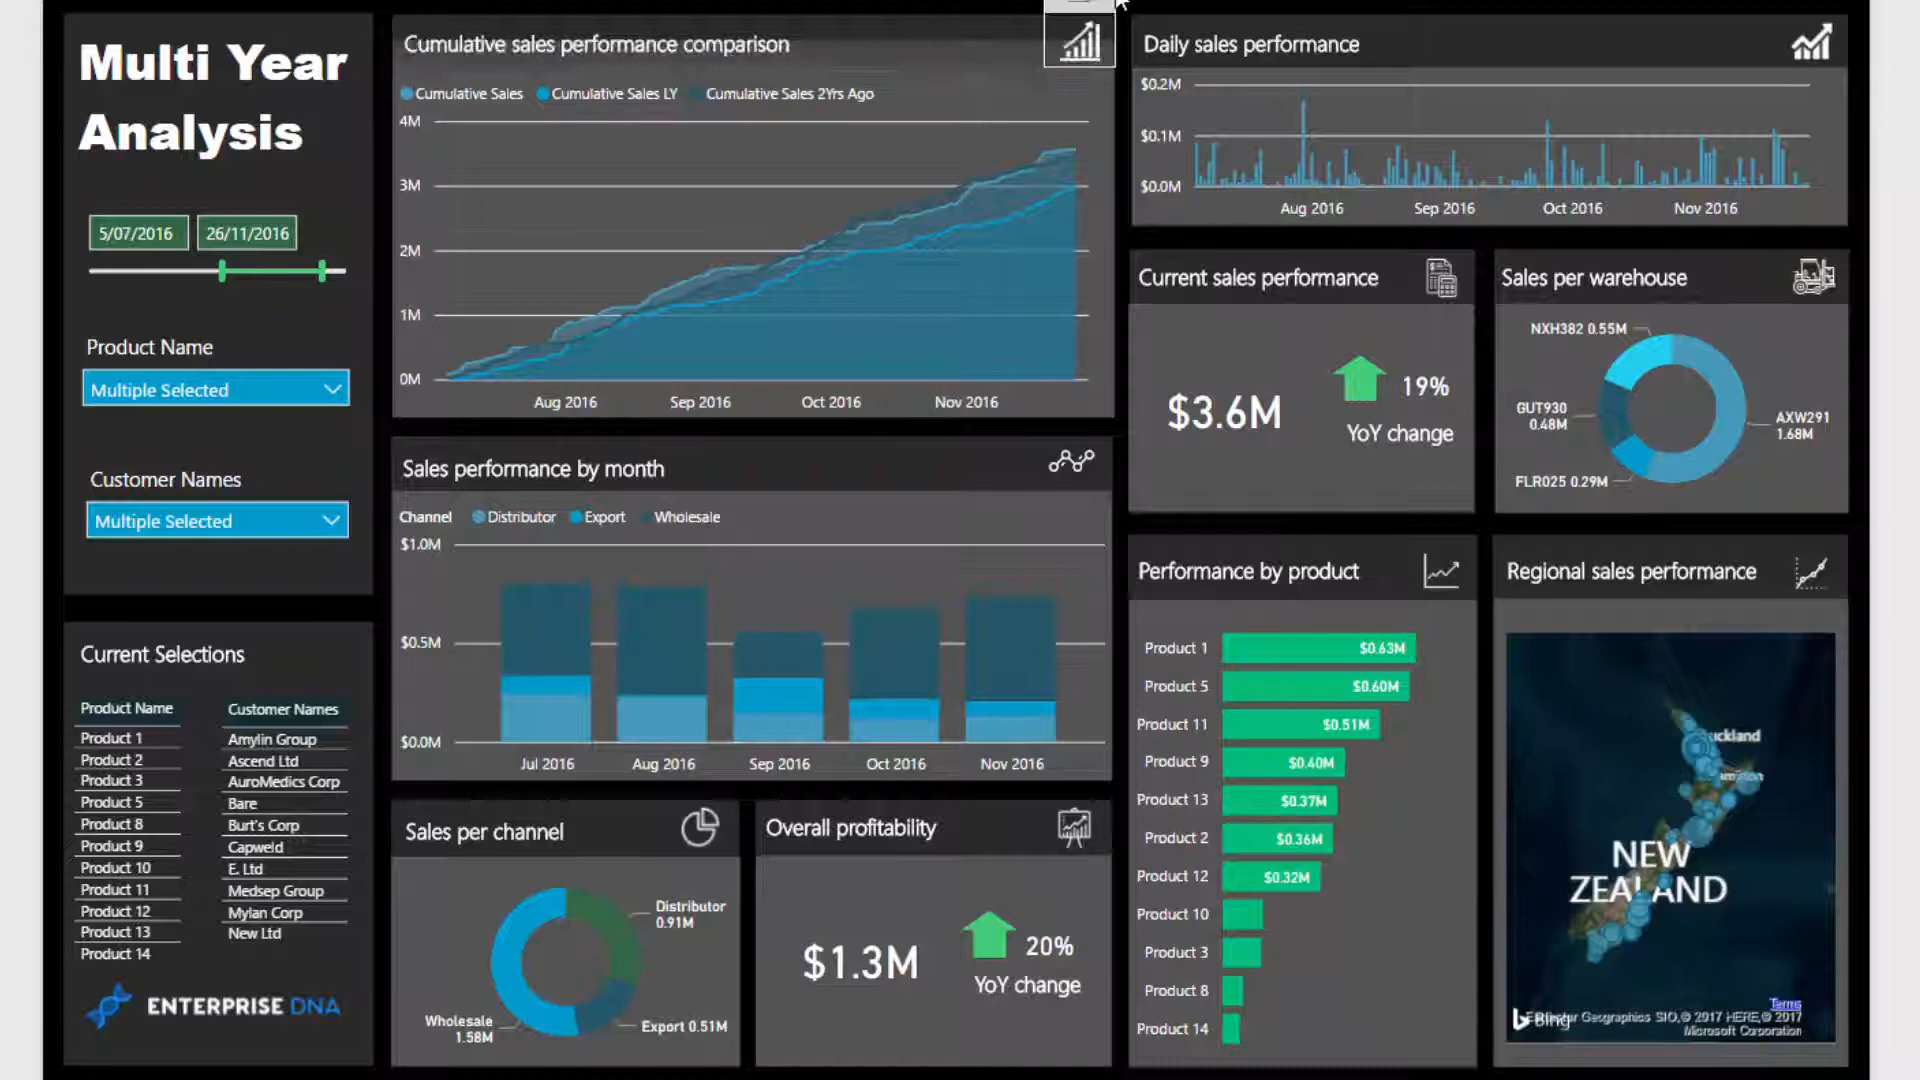 Multi Year
Analysis
5/07/2016
26/11/2016
Product Name
Multiple Selected
Customer Names
Multiple Selected
Current Selections
Product Name
Product 1
Product 2
Product 3
Product 5
Product 8
Product 9
Product 10
Product 11
Product 12
Product 13
Product 14
Customer Names
Amylin Group
Ascend Ltd
AuroMedics Corp
Bare
Burt's Corp
Capweld
E. Ltd
Medsep Group
Mylan Corp
New Ltd
ENTERPRISE DNA
Cumulative sales performance comparison
Cumulative Sales
Cumulative Sales LY
Cumulative Sales 2Yrs Ago
4M
3M
2M
1M
0M
Aug 2016
Sep 2016
Oct 2016
Nov 2016
Sales performance by month
Channel
Distributor
Export
Wholesale
$1.0M
$0.5M
$0.0M
Jul 2016
Aug 2016
Sep 2016
Oct 2016
Nov 2016
Sales per channel
Distributor
0.91M
Wholesale
1.58M
Export 0.51M
Overall profitability
$1.3M
20%
YoY change
Daily sales performance
$0.2M
$0.1M
$0.0M
Aug 2016
Sep 2016
Oct 2016
Nov 2016
Current sales performance
$3.6M
19%
YoY change
Sales per warehouse
NXH382 0.55M
GUT930
0.48M
AXW291
1.68M
FLR025 0.29M
Performance by product
Product 1
$0.63M
Product 5
$0.60M
Product 11
$0.51M
Product 9
$0.40M
Product 13
$0.37M
Product 2
$0.36M
Product 12
$0.32M
Product 10
Product 3
Product 8
Product 14
Regional sales performance
NEW
ZEALAND
Terms
Bing
Geographics SIO,© 2017 HERE,© 2017
Microsoft Corporation